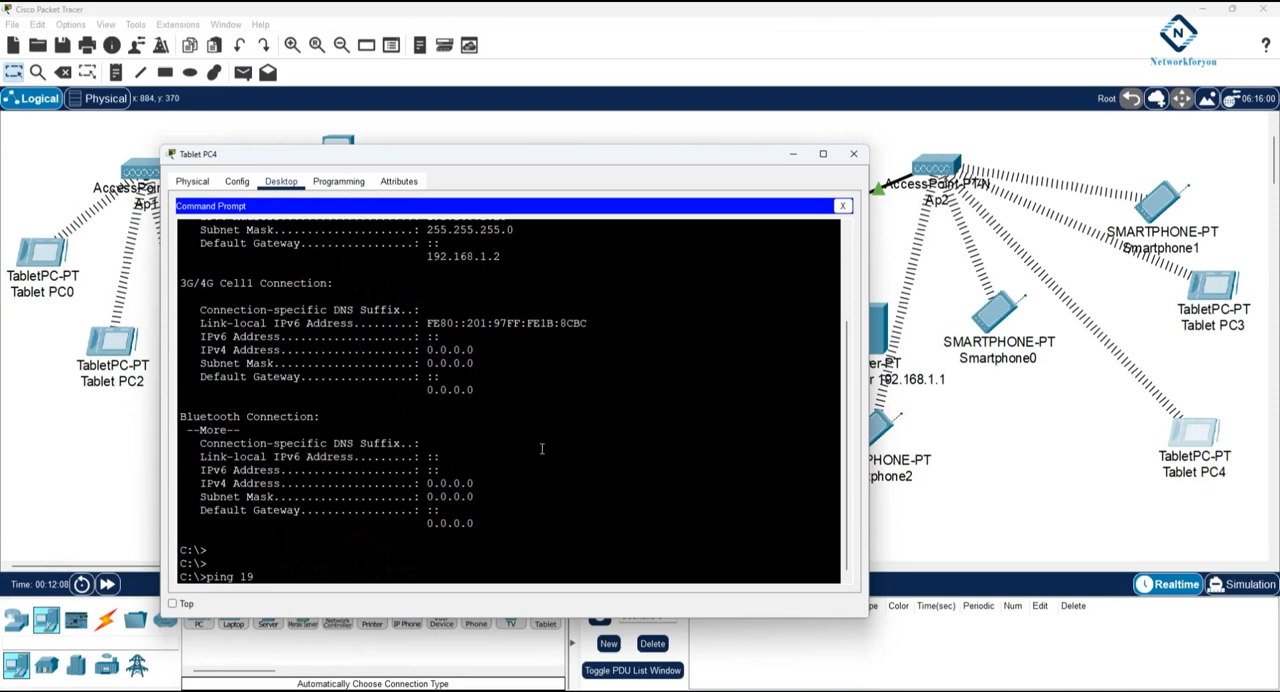 Cisco Packet Tracer
File Edit Options View Tools Extensions Window Help
Networkforyou
Logical Physical x: 884, y: 370 Root 06:16:00
Tablet PC4
Physical Config Desktop Programming Attributes
Command Prompt X
Subnet Mask......................: 255.255.255.0
Default Gateway..................: ::
192.168.1.2
3G/4G Cell1 Connection:
Connection-specific DNS Suffix..:
Link-local IPv6 Address.........: FE80::201:97FF:FE1B:8CBC
IPv6 Address....................: ::
IPv4 Address....................: 0.0.0.0
Subnet Mask.....................: 0.0.0.0
Default Gateway.................: ::
0.0.0.0
Bluetooth Connection:
--More--
Connection-specific DNS Suffix..:
Link-local IPv6 Address.........: ::
IPv6 Address....................: ::
IPv4 Address....................: 0.0.0.0
Subnet Mask.....................: 0.0.0.0
Default Gateway.................: ::
0.0.0.0
C:\>
C:\>
C:\>ping 19
Top
AccessPoi
Ap1
TabletPC-PT
Tablet PC0
TabletPC-PT
Tablet PC2
AccessPoint-PT-N
Ap2
SMARTPHONE-PT
Smartphone1
TabletPC-PT
Tablet PC3
SMARTPHONE-PT
Smartphone0
er-PT
r 192.168.1.1
PHONE-PT
phone2
TabletPC-PT
Tablet PC4
Time: 00:12:08 Realtime Simulation
pe Color Time(sec) Periodic Num Edit Delete
PC Laptop Server Printer IP Phone Device Phone TV Tablet
New Delete
Toggle PDU List Window
Automatically Choose Connection Type